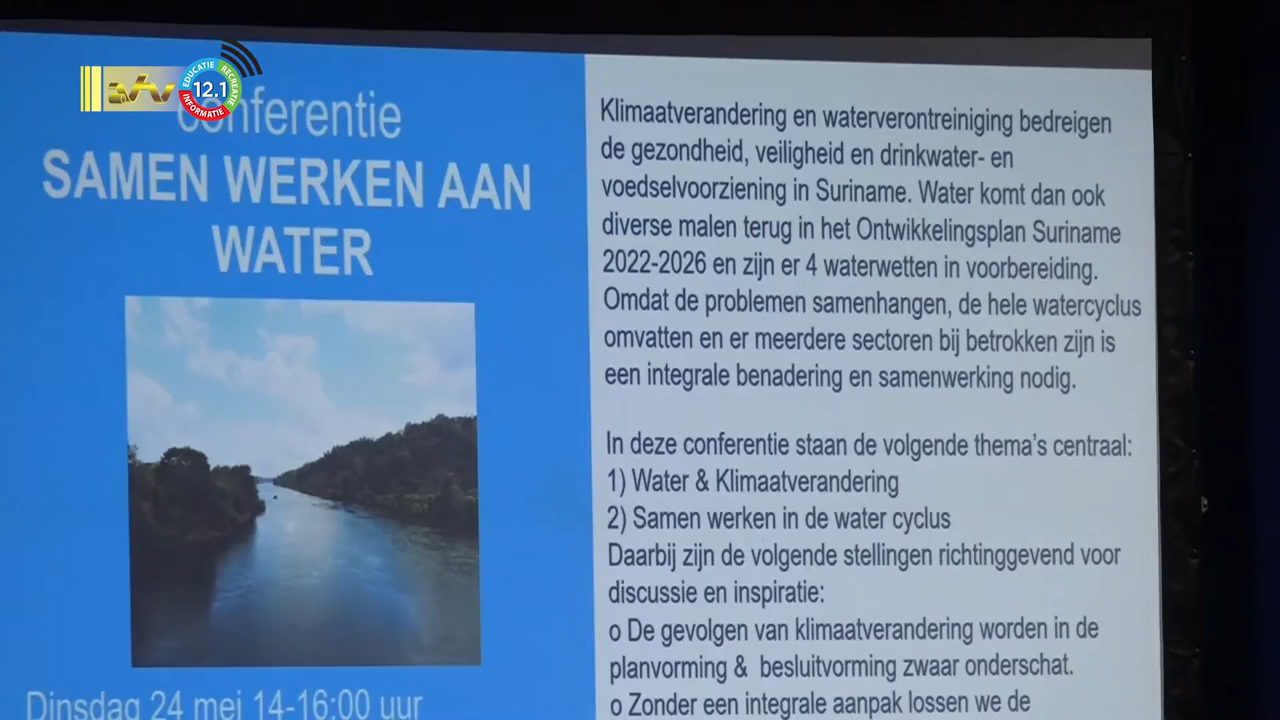 atv
EDUCATIE
RECREATIE
INFORMATIE
12.1
conferentie
SAMEN WERKEN AAN
WATER
Dinsdag 24 mei 14-16:00 uur
Klimaatverandering en waterverontreiniging bedreigen
de gezondheid, veiligheid en drinkwater- en
voedselvoorziening in Suriname. Water komt dan ook
diverse malen terug in het Ontwikkelingsplan Suriname
2022-2026 en zijn er 4 waterwetten in voorbereiding.
Omdat de problemen samenhangen, de hele watercyclus
omvatten en er meerdere sectoren bij betrokken zijn is
een integrale benadering en samenwerking nodig.
In deze conferentie staan de volgende thema's centraal:
1) Water & Klimaatverandering
2) Samen werken in de water cyclus
Daarbij zijn de volgende stellingen richtinggevend voor
discussie en inspiratie:
o De gevolgen van klimaatverandering worden in de
planvorming & besluitvorming zwaar onderschat.
o Zonder een integrale aanpak lossen we de